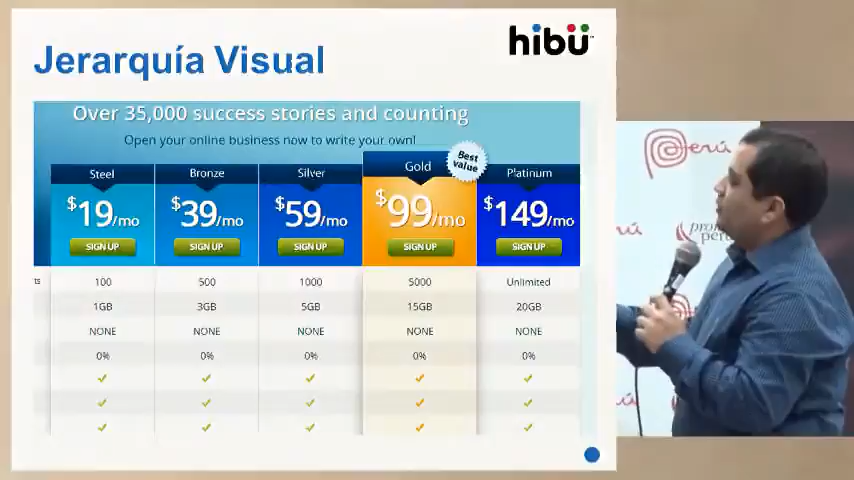 Jerarquía Visual
hibü
Over 35,000 success stories and counting
Open your online business now to write your own!
Best value
Steel Bronze Silver Gold Platinum
$19/mo $39/mo $59/mo $99/mo $149/mo
SIGN UP SIGN UP SIGN UP SIGN UP SIGN UP
ts 100 500 1000 5000 Unlimited
1GB 3GB 5GB 15GB 20GB
NONE NONE NONE NONE NONE
0% 0% 0% 0% 0%
Perú